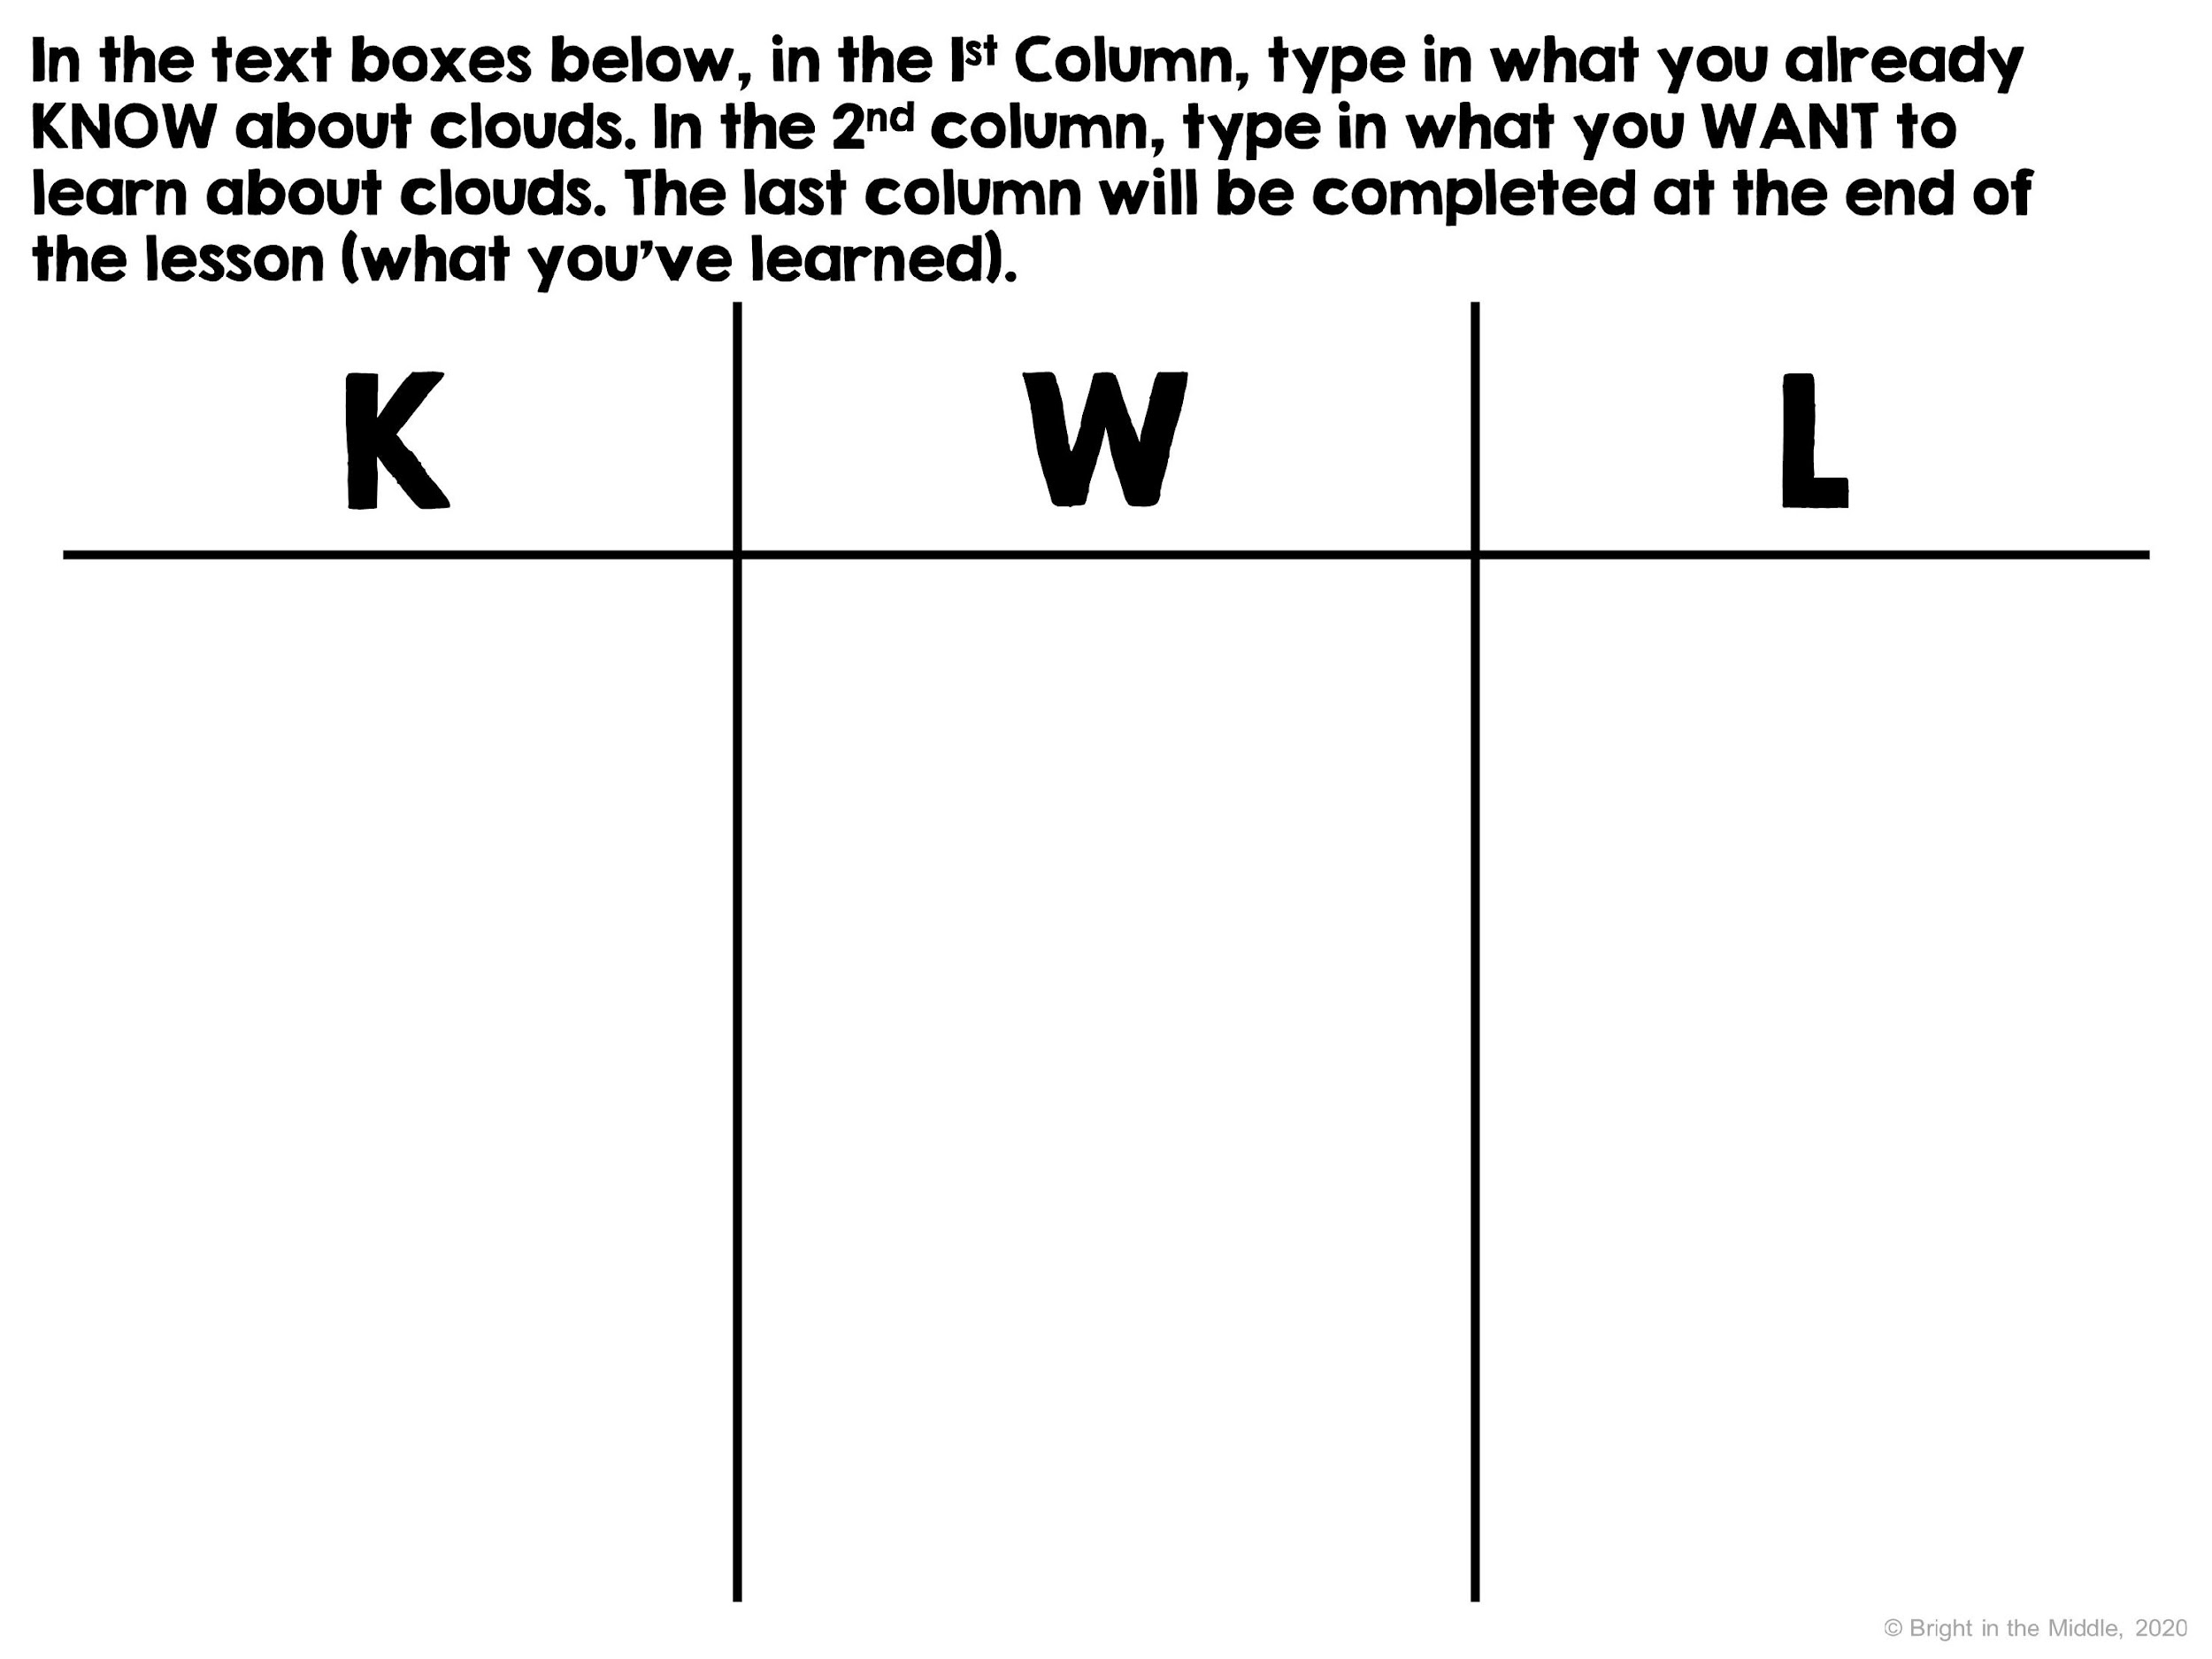 In the text boxes below, in the 1st Column, type in what you already
KNOW about clouds. In the 2nd column, type in what you WANT to
learn about clouds. The last column will be completed at the end of
the lesson (what you've learned).
K W L
© Bright in the Middle, 2020